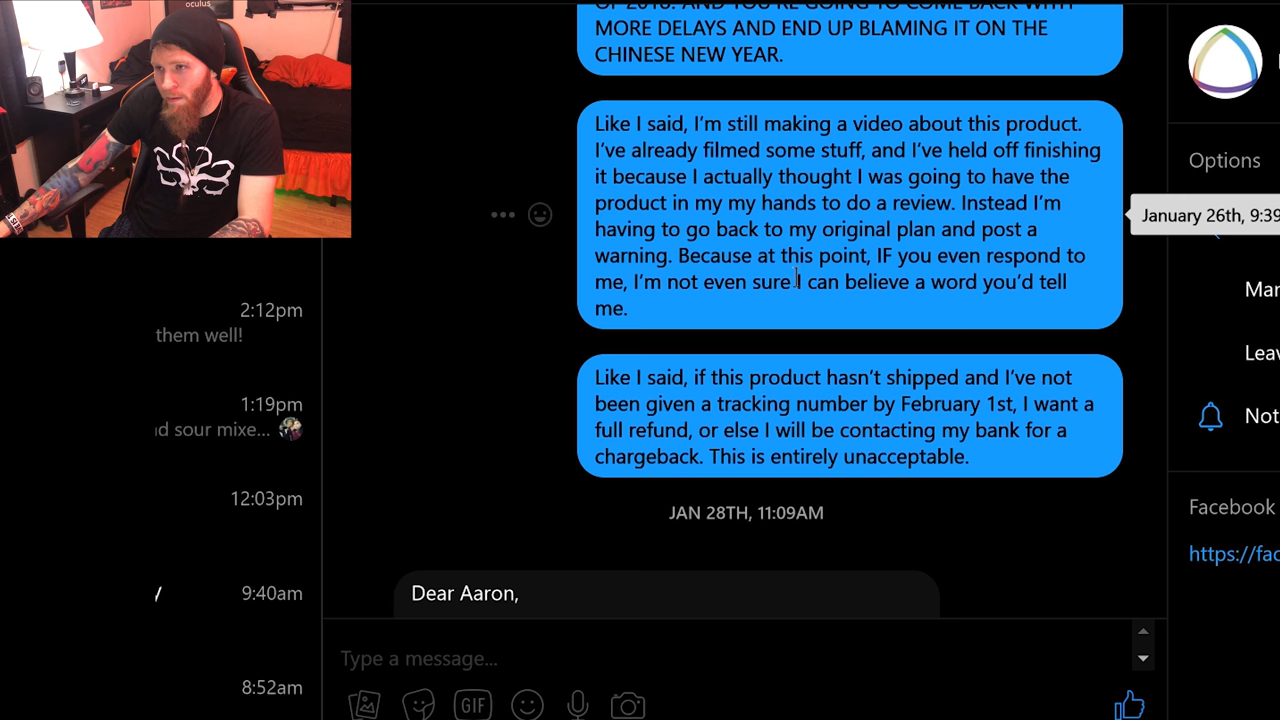 oculus
OF 2018. AND YOU'RE GOING TO COME BACK WITH
MORE DELAYS AND END UP BLAMING IT ON THE
CHINESE NEW YEAR.
Like I said, I'm still making a video about this product.
I've already filmed some stuff, and I've held off finishing
it because I actually thought I was going to have the
product in my my hands to do a review. Instead I'm
having to go back to my original plan and post a
warning. Because at this point, IF you even respond to
me, I'm not even sure I can believe a word you'd tell
me.
Like I said, if this product hasn't shipped and I've not
been given a tracking number by February 1st, I want a
full refund, or else I will be contacting my bank for a
chargeback. This is entirely unacceptable.
JAN 28TH, 11:09AM
Dear Aaron,
Type a message...
GIF
2:12pm
them well!
1:19pm
d sour mixe...
12:03pm
y
9:40am
8:52am
Options
January 26th, 9:39
Mar
Leav
Not
Facebook
https://fac